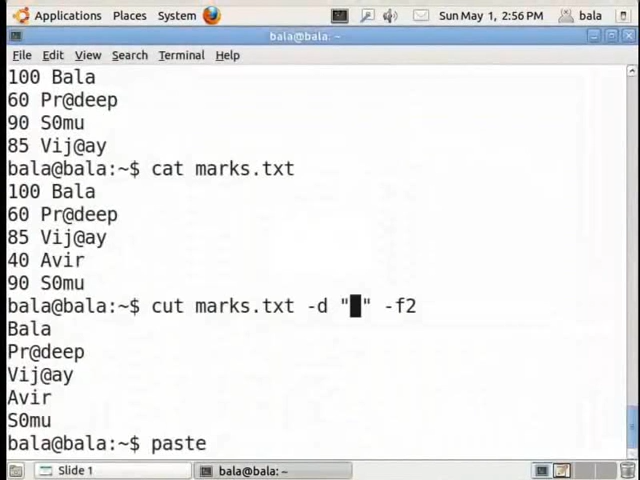 Applications Places System Sun May 1, 2:56 PM bala
bala@bala: ~
File Edit View Search Terminal Help
100 Bala
60 Pr@deep
90 S0mu
85 Vij@ay
bala@bala:~$ cat marks.txt
100 Bala
60 Pr@deep
85 Vij@ay
40 Avir
90 S0mu
bala@bala:~$ cut marks.txt -d " " -f2
Bala
Pr@deep
Vij@ay
Avir
S0mu
bala@bala:~$ paste
Slide 1 bala@bala: ~